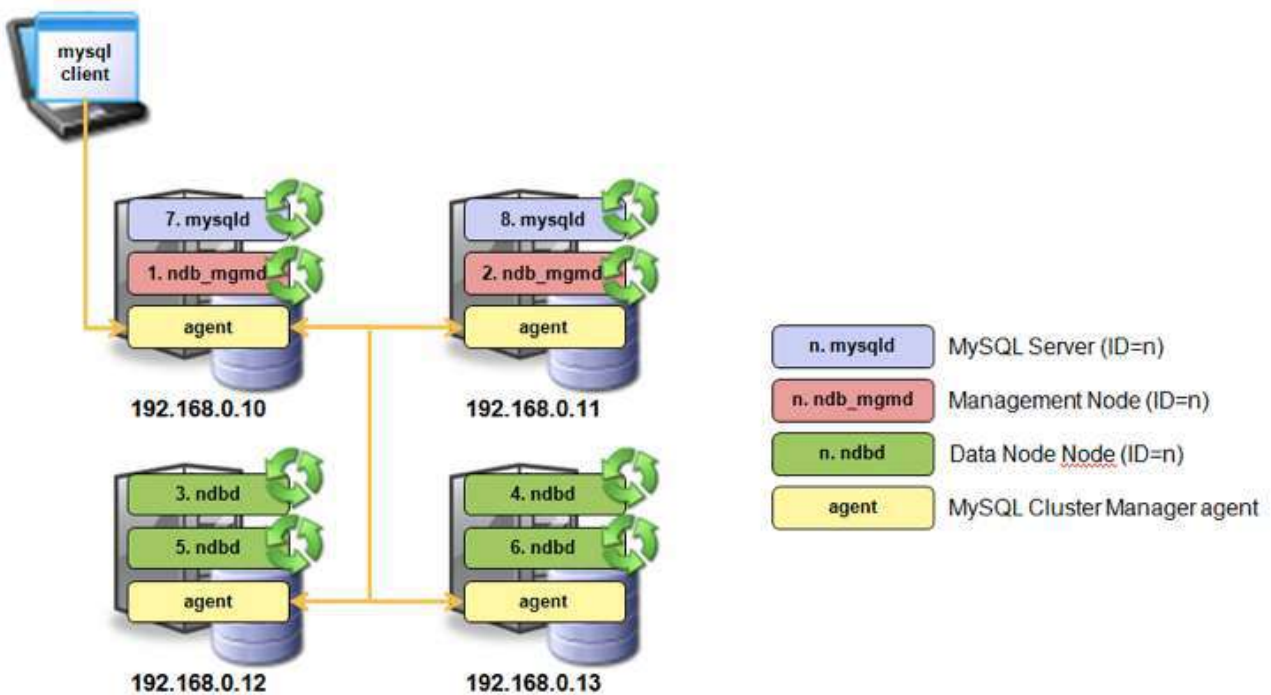 mysql
client
7. mysqld
1. ndb_mgmd
agent
192.168.0.10
8. mysqld
2. ndb_mgmd
agent
192.168.0.11
3. ndbd
5. ndbd
agent
192.168.0.12
4. ndbd
6. ndbd
agent
192.168.0.13
n. mysqld MySQL Server (ID=n)
n. ndb_mgmd Management Node (ID=n)
n. ndbd Data Node Node (ID=n)
agent MySQL Cluster Manager agent